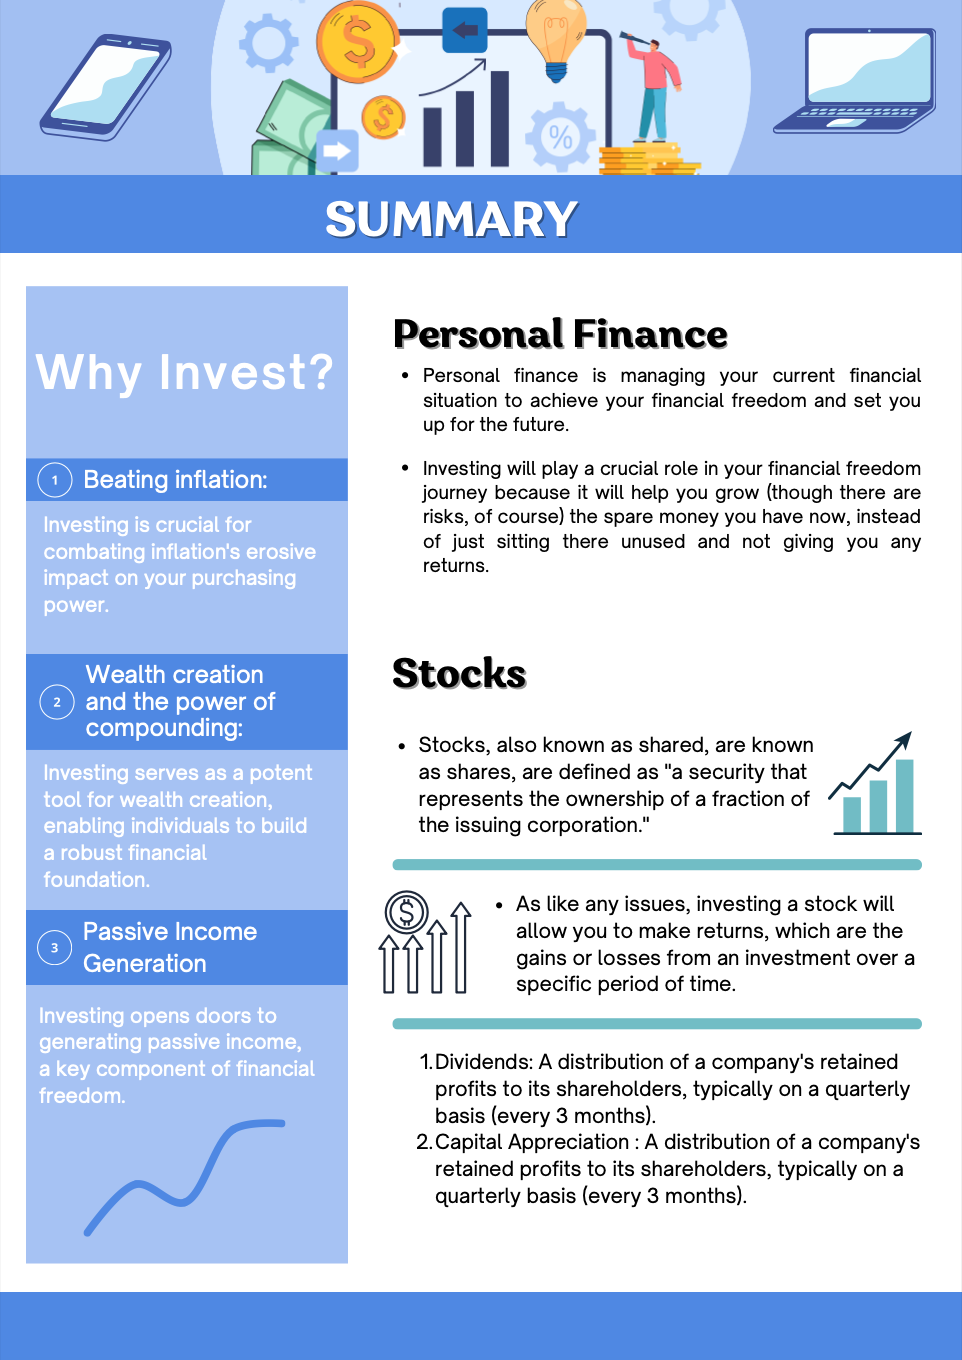 SUMMARY
Why Invest?
1 Beating inflation:
Investing is crucial for
combating inflation's erosive
impact on your purchasing
power.
2
Wealth creation
and the power of
compounding:
Investing serves as a potent
tool for wealth creation,
enabling individuals to build
a robust financial
foundation.
3
Passive Income
Generation
Investing opens doors to
generating passive income,
a key component of financial
freedom.
Personal Finance
• Personal finance is managing your current financial
situation to achieve your financial freedom and set you
up for the future.
• Investing will play a crucial role in your financial freedom
journey because it will help you grow (though there are
risks, of course) the spare money you have now, instead
of just sitting there unused and not giving you any
returns.
Stocks
• Stocks, also known as shared, are known
as shares, are defined as "a security that
represents the ownership of a fraction of
the issuing corporation."
$
• As like any issues, investing a stock will
allow you to make returns, which are the
gains or losses from an investment over a
specific period of time.
1. Dividends: A distribution of a company's retained
profits to its shareholders, typically on a quarterly
basis (every 3 months).
2. Capital Appreciation : A distribution of a company's
retained profits to its shareholders, typically on a
quarterly basis (every 3 months).